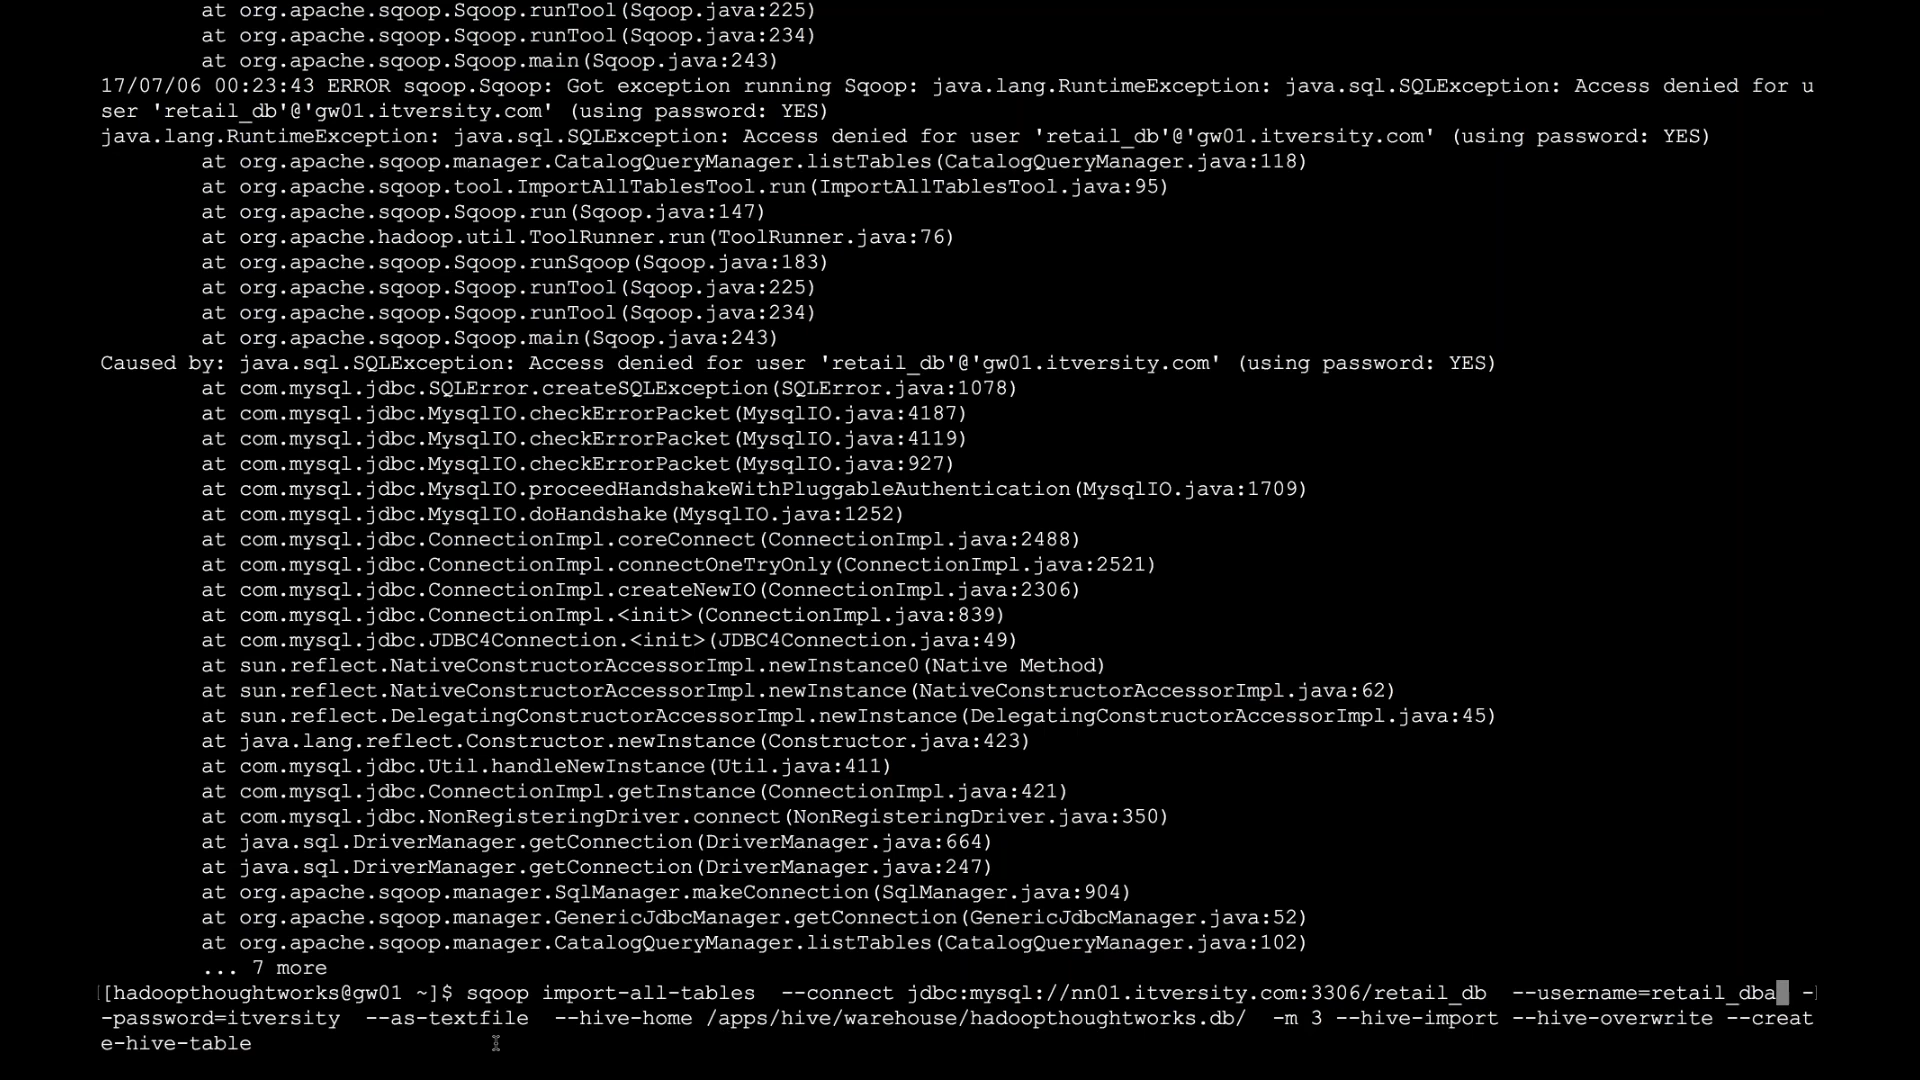 at org.apache.sqoop.Sqoop.runTool(Sqoop.java:225)
at org.apache.sqoop.Sqoop.runTool(Sqoop.java:234)
at org.apache.sqoop.Sqoop.main(Sqoop.java:243)
17/07/06 00:23:43 ERROR sqoop.Sqoop: Got exception running Sqoop: java.lang.RuntimeException: java.sql.SQLException: Access denied for u
ser 'retail_db'@'gw01.itversity.com' (using password: YES)
java.lang.RuntimeException: java.sql.SQLException: Access denied for user 'retail_db'@'gw01.itversity.com' (using password: YES)
at org.apache.sqoop.manager.CatalogQueryManager.listTables(CatalogQueryManager.java:118)
at org.apache.sqoop.tool.ImportAllTablesTool.run(ImportAllTablesTool.java:95)
at org.apache.sqoop.Sqoop.run(Sqoop.java:147)
at org.apache.hadoop.util.ToolRunner.run(ToolRunner.java:76)
at org.apache.sqoop.Sqoop.runSqoop(Sqoop.java:183)
at org.apache.sqoop.Sqoop.runTool(Sqoop.java:225)
at org.apache.sqoop.Sqoop.runTool(Sqoop.java:234)
at org.apache.sqoop.Sqoop.main(Sqoop.java:243)
Caused by: java.sql.SQLException: Access denied for user 'retail_db'@'gw01.itversity.com' (using password: YES)
at com.mysql.jdbc.SQLError.createSQLException(SQLError.java:1078)
at com.mysql.jdbc.MysqlIO.checkErrorPacket(MysqlIO.java:4187)
at com.mysql.jdbc.MysqlIO.checkErrorPacket(MysqlIO.java:4119)
at com.mysql.jdbc.MysqlIO.checkErrorPacket(MysqlIO.java:927)
at com.mysql.jdbc.MysqlIO.proceedHandshakeWithPluggableAuthentication(MysqlIO.java:1709)
at com.mysql.jdbc.MysqlIO.doHandshake(MysqlIO.java:1252)
at com.mysql.jdbc.ConnectionImpl.coreConnect(ConnectionImpl.java:2488)
at com.mysql.jdbc.ConnectionImpl.connectOneTryOnly(ConnectionImpl.java:2521)
at com.mysql.jdbc.ConnectionImpl.createNewIO(ConnectionImpl.java:2306)
at com.mysql.jdbc.ConnectionImpl.<init>(ConnectionImpl.java:839)
at com.mysql.jdbc.JDBC4Connection.<init>(JDBC4Connection.java:49)
at sun.reflect.NativeConstructorAccessorImpl.newInstance0(Native Method)
at sun.reflect.NativeConstructorAccessorImpl.newInstance(NativeConstructorAccessorImpl.java:62)
at sun.reflect.DelegatingConstructorAccessorImpl.newInstance(DelegatingConstructorAccessorImpl.java:45)
at java.lang.reflect.Constructor.newInstance(Constructor.java:423)
at com.mysql.jdbc.Util.handleNewInstance(Util.java:411)
at com.mysql.jdbc.ConnectionImpl.getInstance(ConnectionImpl.java:421)
at com.mysql.jdbc.NonRegisteringDriver.connect(NonRegisteringDriver.java:350)
at java.sql.DriverManager.getConnection(DriverManager.java:664)
at java.sql.DriverManager.getConnection(DriverManager.java:247)
at org.apache.sqoop.manager.SqlManager.makeConnection(SqlManager.java:904)
at org.apache.sqoop.manager.GenericJdbcManager.getConnection(GenericJdbcManager.java:52)
at org.apache.sqoop.manager.CatalogQueryManager.listTables(CatalogQueryManager.java:102)
... 7 more
[[hadoopthoughtworks@gw01 ~]$ sqoop import-all-tables  --connect jdbc:mysql://nn01.itversity.com:3306/retail_db  --username=retail_dba -]
-password=itversity  --as-textfile  --hive-home /apps/hive/warehouse/hadoopthoughtworks.db/  -m 3 --hive-import --hive-overwrite --creat
e-hive-table